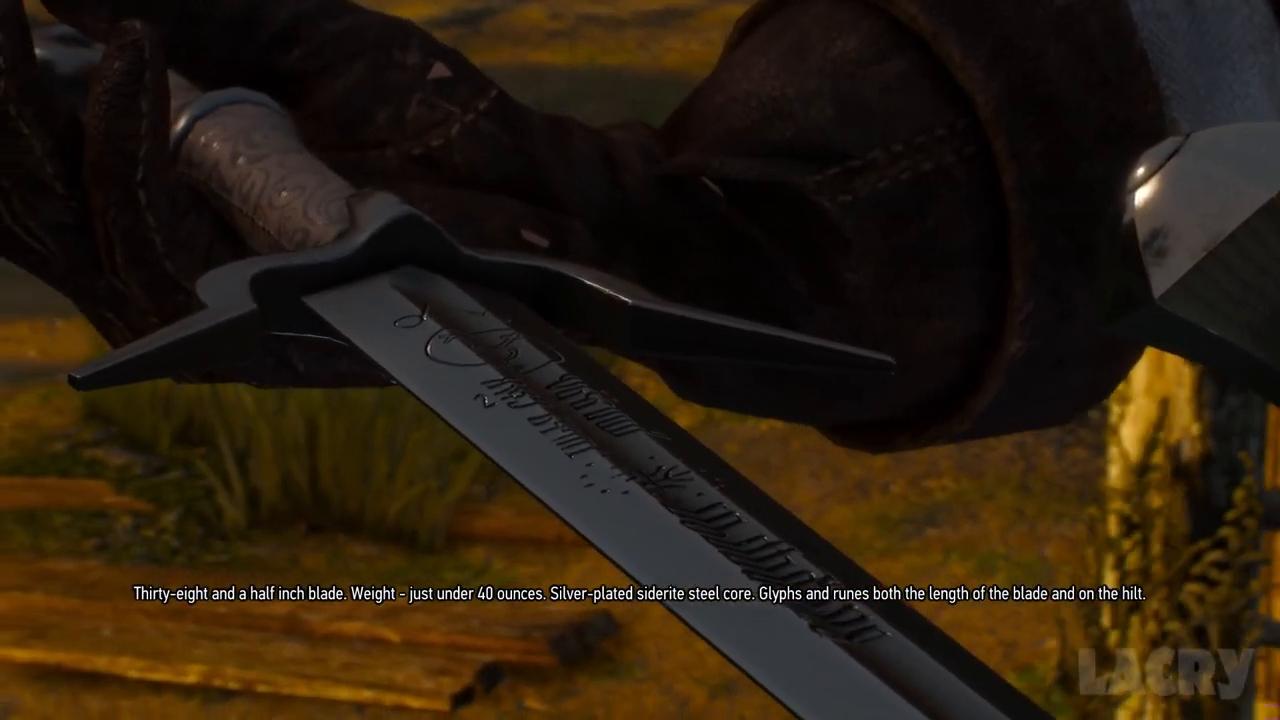 Thirty-eight and a half inch blade. Weight - just under 40 ounces. Silver-plated siderite steel core. Glyphs and runes both the length of the blade and on the hilt.
LACRY